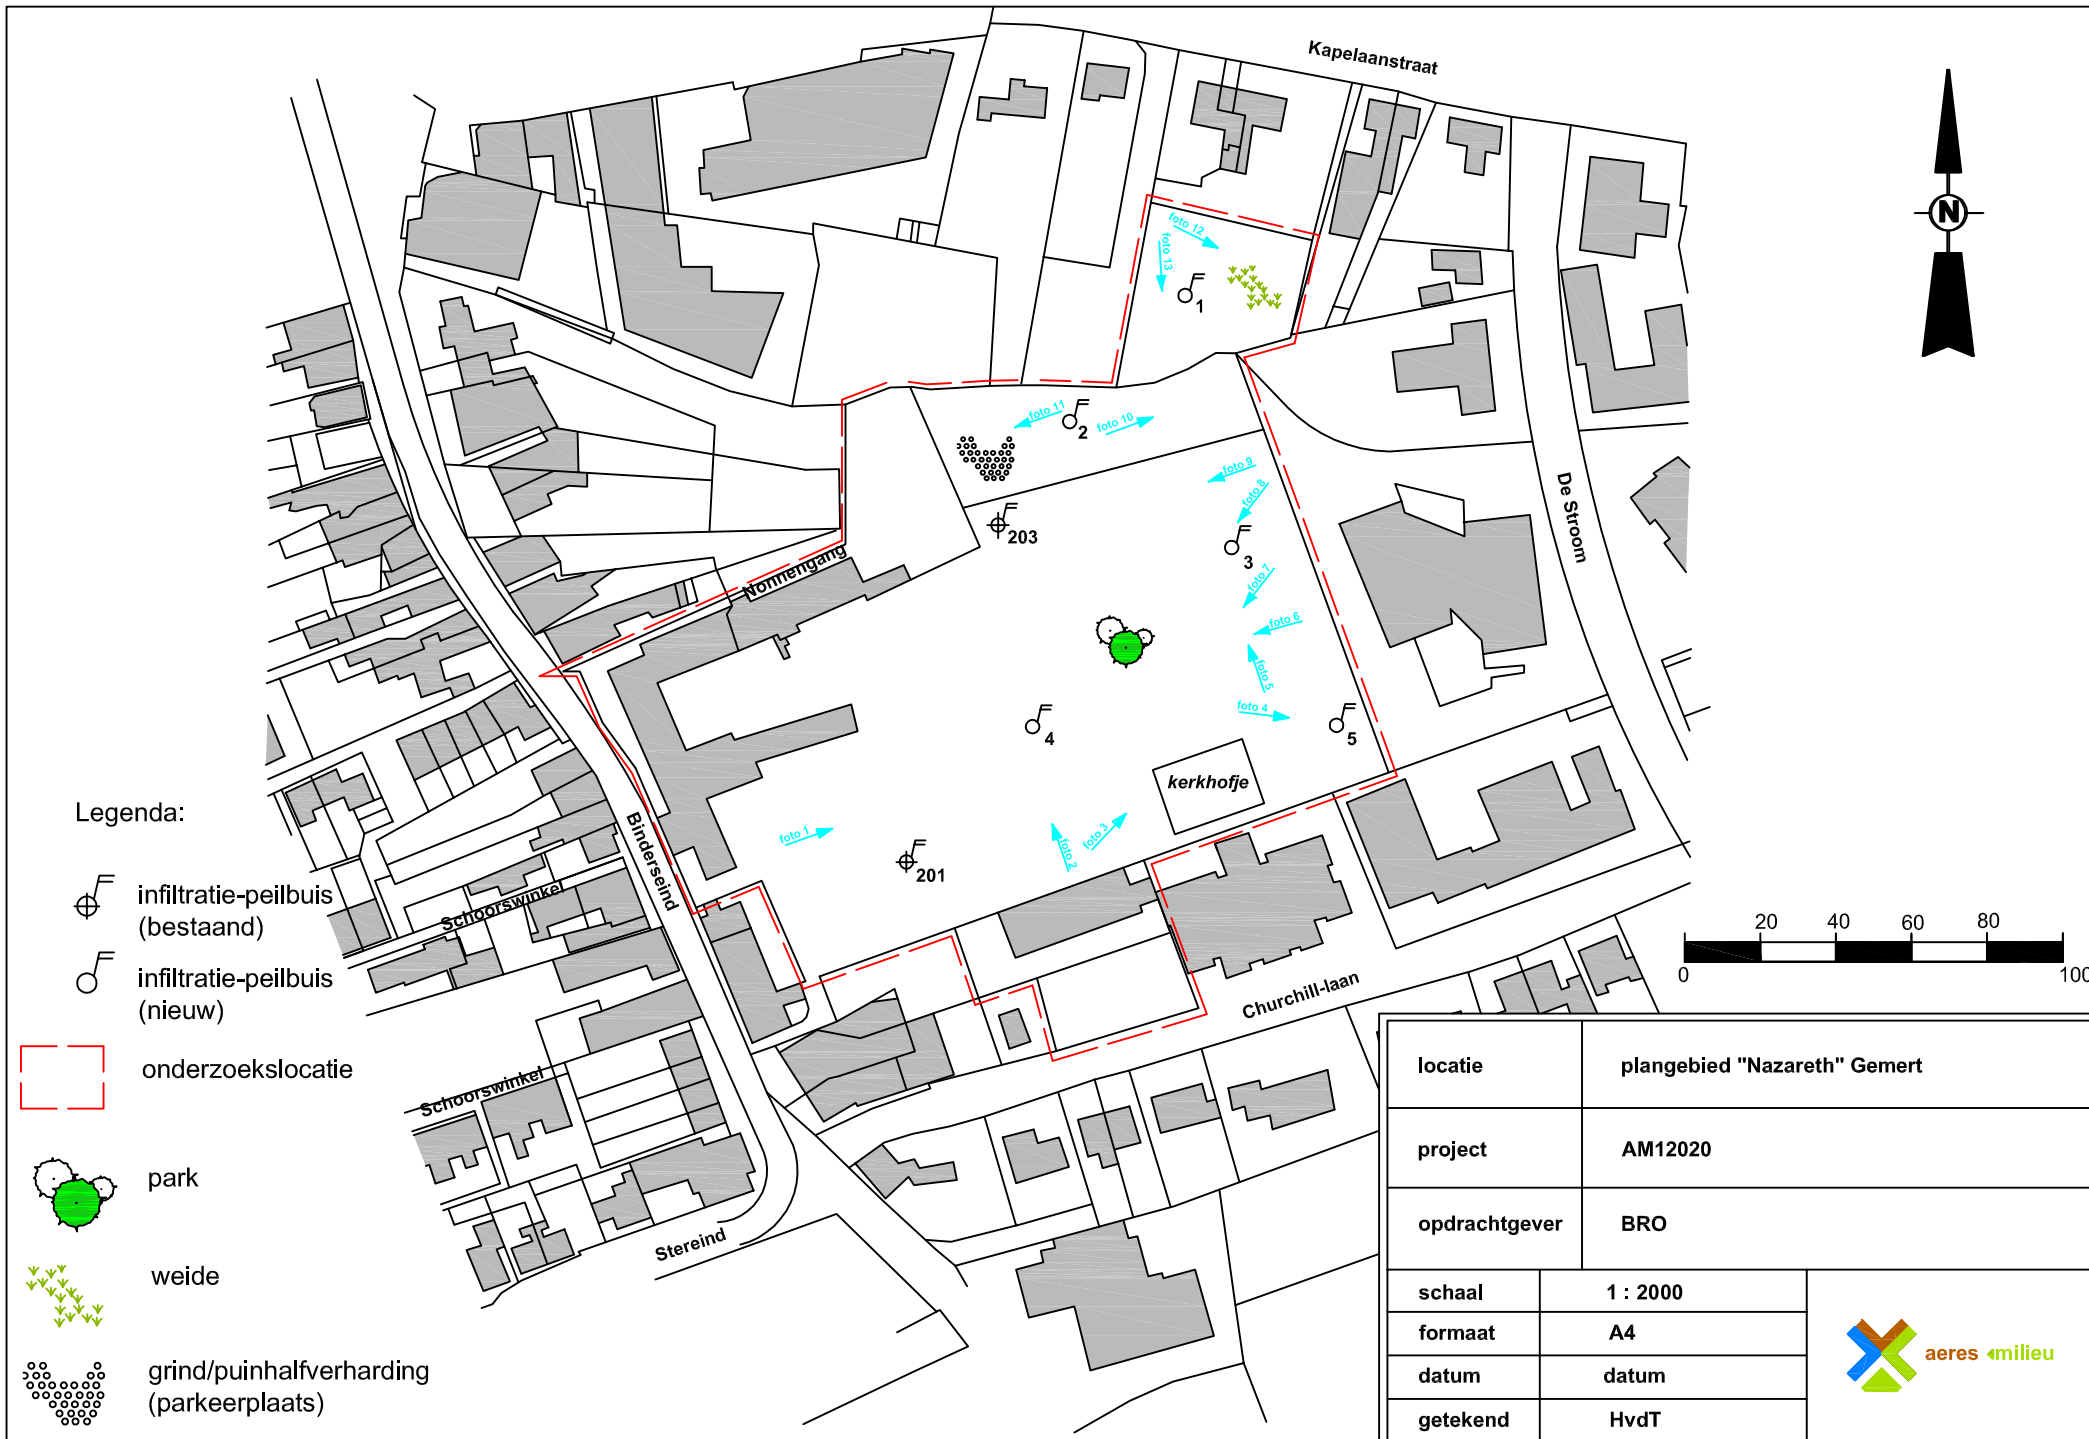 Kapelaanstraat
N
foto 12
foto 13
1
foto 11
2
foto 10
foto 9
foto 8
De Stroom
203
3
Nonnengang
foto 7
foto 6
foto 5
foto 4
4
5
kerkhofje
Binderseind
foto 1
foto 2
foto 3
201
Schoorswinkel
Schoorswinkel
Churchill-laan
Stereind
20 40 60 80
0 100
Legenda:
infiltratie-peilbuis
(bestaand)
infiltratie-peilbuis
(nieuw)
onderzoekslocatie
park
weide
grind/puinhalfverharding
(parkeerplaats)
locatie plangebied "Nazareth" Gemert
project AM12020
opdrachtgever BRO
schaal 1 : 2000
formaat A4
datum datum
getekend HvdT
aeres milieu